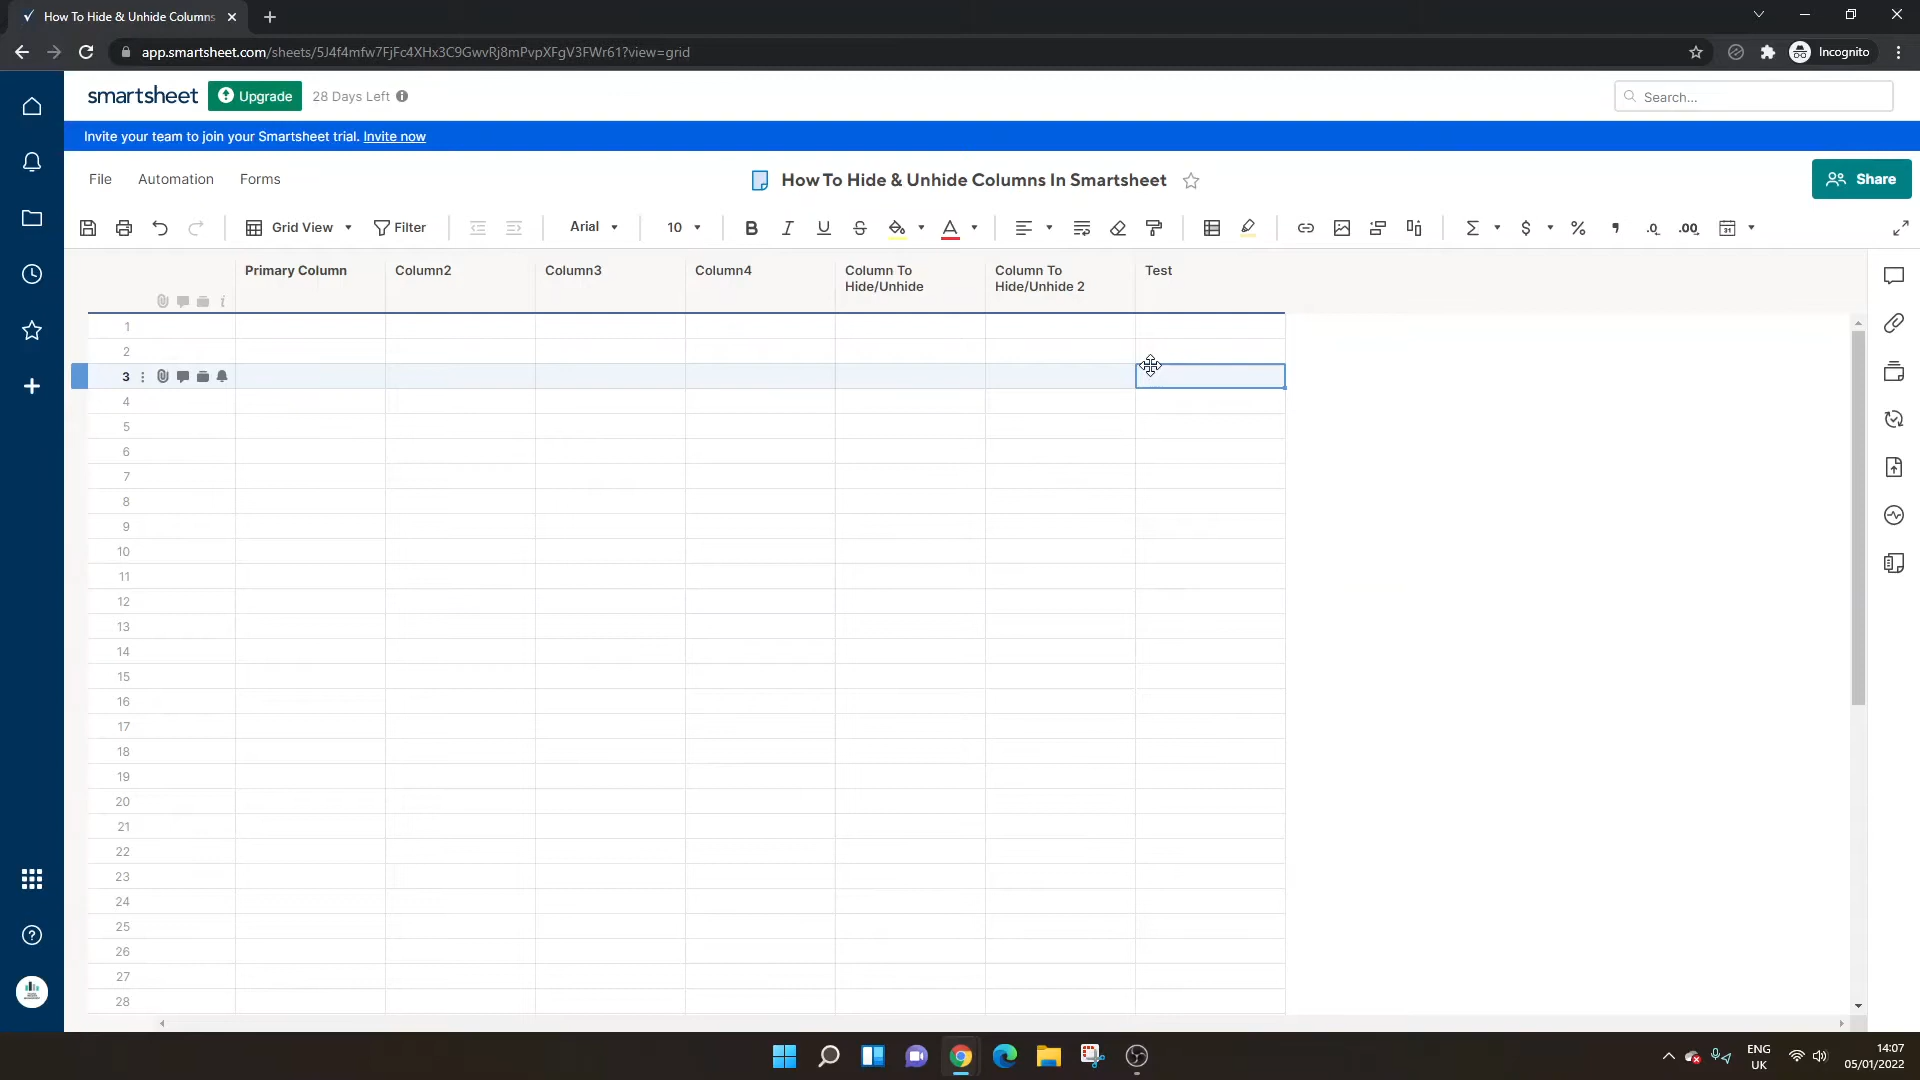 How To Hide & Unhide Columns
app.smartsheet.com/sheets/5J4f4mfw7FjFc4XHx3C9GwvRj8mPvpXFgV3FWr61?view=grid
Incognito
smartsheet
Upgrade
28 Days Left
Search...
Invite your team to join your Smartsheet trial. Invite now
File
Automation
Forms
How To Hide & Unhide Columns In Smartsheet
Share
Grid View
Filter
Arial
10
B
I
U
S
A
Σ
$
%
.0
.00
31
Primary Column
Column2
Column3
Column4
Column To
Hide/Unhide
Column To
Hide/Unhide 2
Test
1
2
3
4
5
6
7
8
9
10
11
12
13
14
15
16
17
18
19
20
21
22
23
24
25
26
27
28
ENG
UK
14:07
05/01/2022